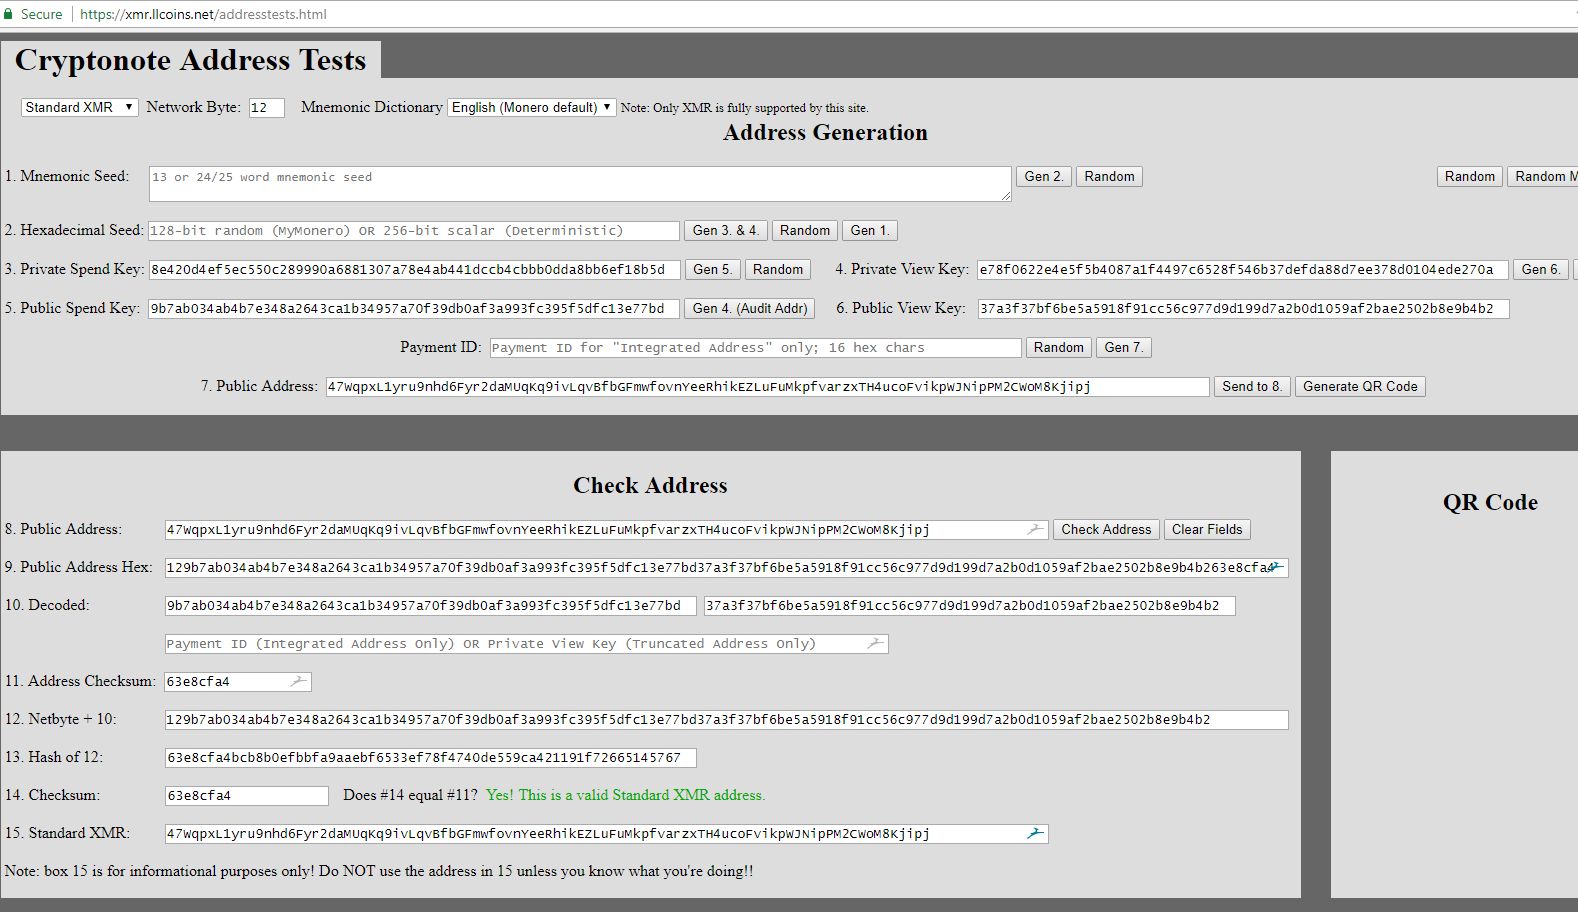 Secure https://xmr.llcoins.net/addresstests.html
Cryptonote Address Tests
Standard XMR Network Byte: 12 Mnemonic Dictionary English (Monero default) Note: Only XMR is fully supported by this site.
Address Generation
1. Mnemonic Seed: 13 or 24/25 word mnemonic seed Gen 2. Random Random Random M
2. Hexadecimal Seed: 128-bit random (MyMonero) OR 256-bit scalar (Deterministic) Gen 3. & 4. Random Gen 1.
3. Private Spend Key: 8e420d4ef5ec550c289990a6881307a78e4ab441dccb4cbbb0dda8bb6ef18b5d Gen 5. Random 4. Private View Key: e78f0622e4e5f5b4087a1f4497c6528f546b37defda88d7ee378d0104ede270a Gen 6.
5. Public Spend Key: 9b7ab034ab4b7e348a2643ca1b34957a70f39db0af3a993fc395f5dfc13e77bd Gen 4. (Audit Addr) 6. Public View Key: 37a3f37bf6be5a5918f91cc56c977d9d199d7a2b0d1059af2bae2502b8e9b4b2
Payment ID: Payment ID for "Integrated Address" only; 16 hex chars Random Gen 7.
7. Public Address: 47WqpxL1yru9nhd6Fyr2daMUqKq9ivLqvBfbGFmwfovnYeeRhikEZLuFuMkpfvarzxTH4ucoFvikpWJNipPM2CWoM8Kjipj Send to 8. Generate QR Code
Check Address
QR Code
8. Public Address: 47WqpxL1yru9nhd6Fyr2daMUqKq9ivLqvBfbGFmwfovnYeeRhikEZLuFuMkpfvarzxTH4ucoFvikpWJNipPM2CWoM8Kjipj Check Address Clear Fields
9. Public Address Hex: 129b7ab034ab4b7e348a2643ca1b34957a70f39db0af3a993fc395f5dfc13e77bd37a3f37bf6be5a5918f91cc56c977d9d199d7a2b0d1059af2bae2502b8e9b4b263e8cfa4
10. Decoded: 9b7ab034ab4b7e348a2643ca1b34957a70f39db0af3a993fc395f5dfc13e77bd 37a3f37bf6be5a5918f91cc56c977d9d199d7a2b0d1059af2bae2502b8e9b4b2
Payment ID (Integrated Address Only) OR Private View Key (Truncated Address Only)
11. Address Checksum: 63e8cfa4
12. Netbyte + 10: 129b7ab034ab4b7e348a2643ca1b34957a70f39db0af3a993fc395f5dfc13e77bd37a3f37bf6be5a5918f91cc56c977d9d199d7a2b0d1059af2bae2502b8e9b4b2
13. Hash of 12: 63e8cfa4bcb8b0efbbfa9aaebf6533ef78f4740de559ca421191f72665145767
14. Checksum: 63e8cfa4 Does #14 equal #11? Yes! This is a valid Standard XMR address.
15. Standard XMR: 47WqpxL1yru9nhd6Fyr2daMUqKq9ivLqvBfbGFmwfovnYeeRhikEZLuFuMkpfvarzxTH4ucoFvikpWJNipPM2CWoM8Kjipj
Note: box 15 is for informational purposes only! Do NOT use the address in 15 unless you know what you're doing!!